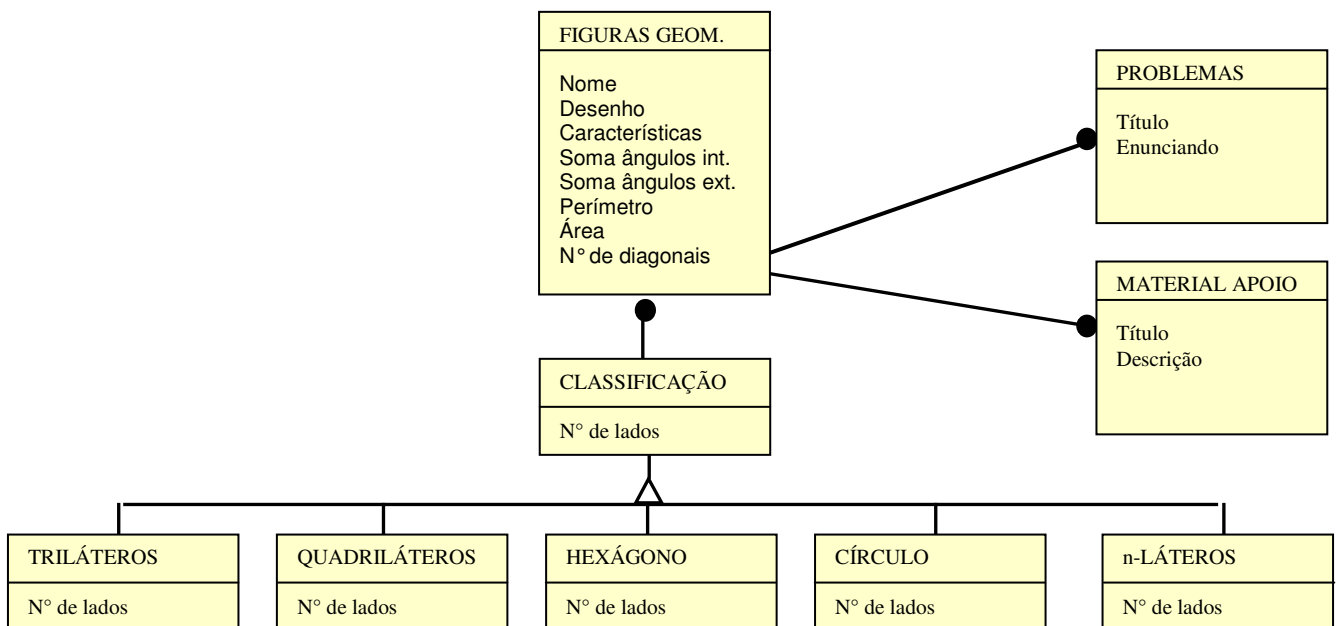 FIGURAS GEOM.
Nome
Desenho
Características
Soma ângulos int.
Soma ângulos ext.
Perímetro
Área
N° de diagonais
PROBLEMAS
Título
Enunciando
MATERIAL APOIO
Título
Descrição
CLASSIFICAÇÃO
N° de lados
TRILÁTEROS
N° de lados
QUADRILÁTEROS
N° de lados
HEXÁGONO
N° de lados
CÍRCULO
N° de lados
n-LÁTEROS
N° de lados